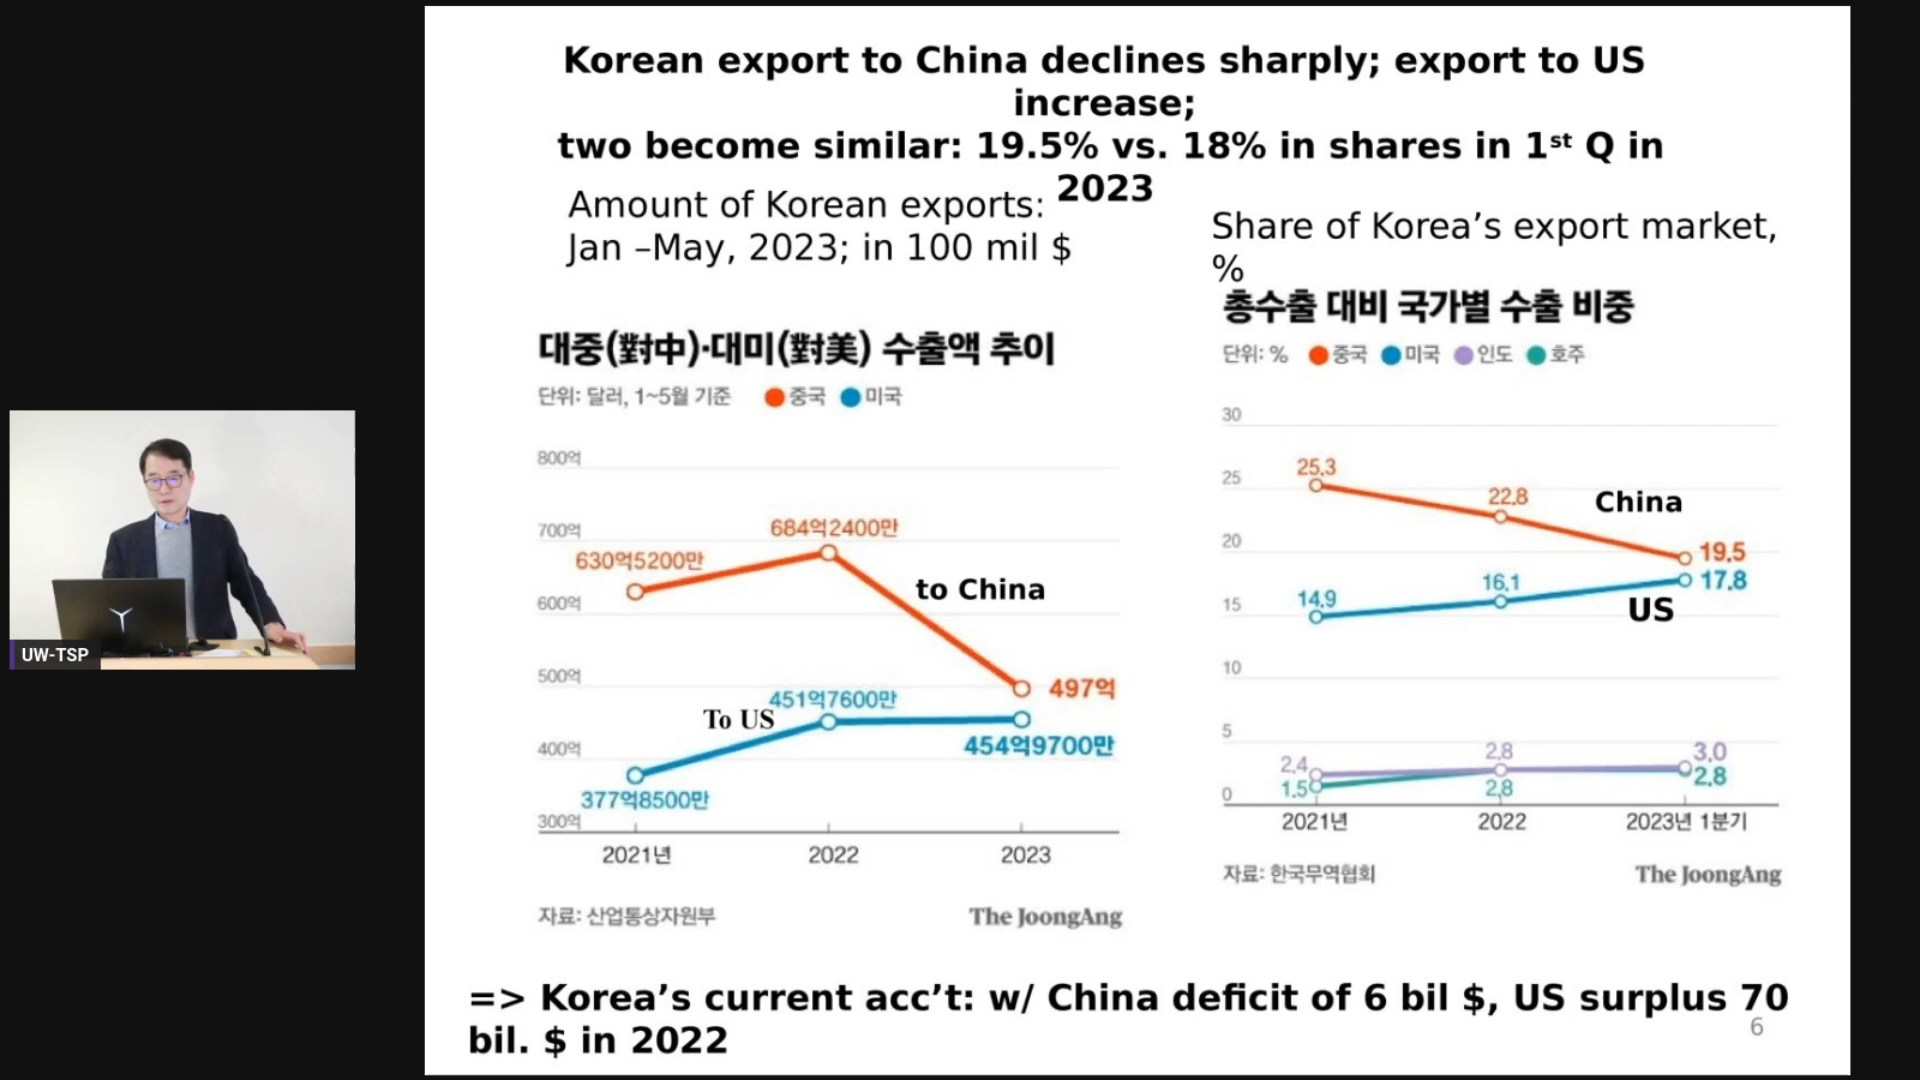 Korean export to China declines sharply; export to US
increase;
two become similar: 19.5% vs. 18% in shares in 1st Q in
2023
Amount of Korean exports:
Jan –May, 2023; in 100 mil $
Share of Korea’s export market,
%
대중(對中)·대미(對美) 수출액 추이
단위: 달러, 1~5월 기준 중국 미국
800억
700억
600억
500억
400억
300억
630억5200만
684억2400만
497억
to China
To US
377억8500만
451억7600만
454억9700만
2021년 2022 2023
자료: 산업통상자원부 The JoongAng
총수출 대비 국가별 수출 비중
단위: % 중국 미국 인도 호주
30
25
20
15
10
5
0
25.3
22.8
19.5
China
14.9
16.1
17.8
US
2.4
2.8
3.0
1.5
2.8
2.8
2021년 2022 2023년 1분기
자료: 한국무역협회 The JoongAng
=> Korea’s current acc’t: w/ China deficit of 6 bil $, US surplus 70
bil. $ in 2022
6
UW-TSP